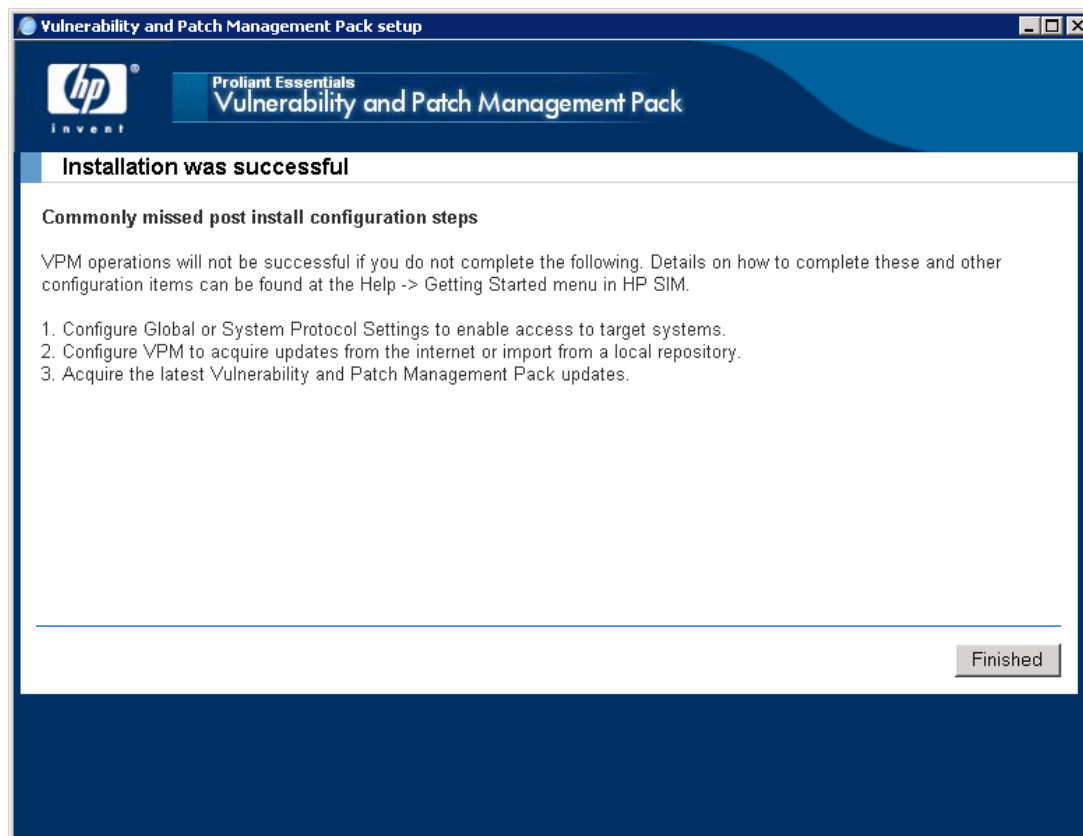 Vulnerability and Patch Management Pack setup
hp
®
invent
Proliant Essentials
Vulnerability and Patch Management Pack
Installation was successful
Commonly missed post install configuration steps
VPM operations will not be successful if you do not complete the following. Details on how to complete these and other
configuration items can be found at the Help -> Getting Started menu in HP SIM.
1. Configure Global or System Protocol Settings to enable access to target systems.
2. Configure VPM to acquire updates from the internet or import from a local repository.
3. Acquire the latest Vulnerability and Patch Management Pack updates.
Finished